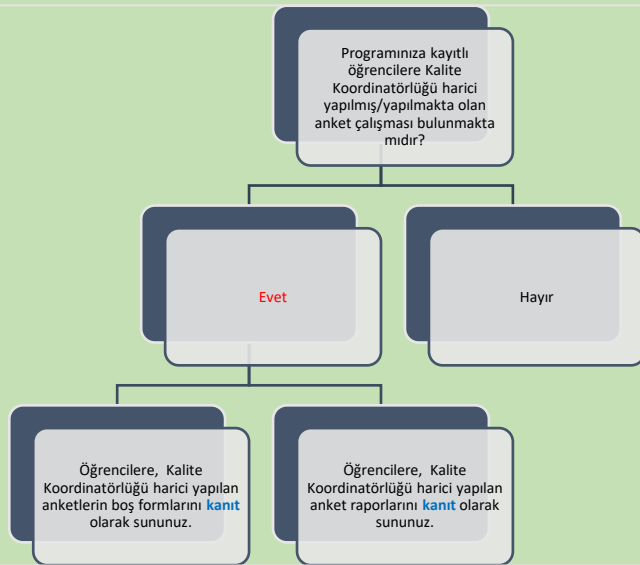 Programınıza kayıtlı
öğrencilere Kalite
Koordinatörlüğü harici
yapılmış/yapılmakta olan
anket çalışması bulunmakta
mıdır?
Evet
Hayır
Öğrencilere, Kalite
Koordinatörlüğü harici yapılan
anketlerin boş formlarını kanıt
olarak sununuz.
Öğrencilere, Kalite
Koordinatörlüğü harici yapılan
anket raporlarını kanıt olarak
sununuz.